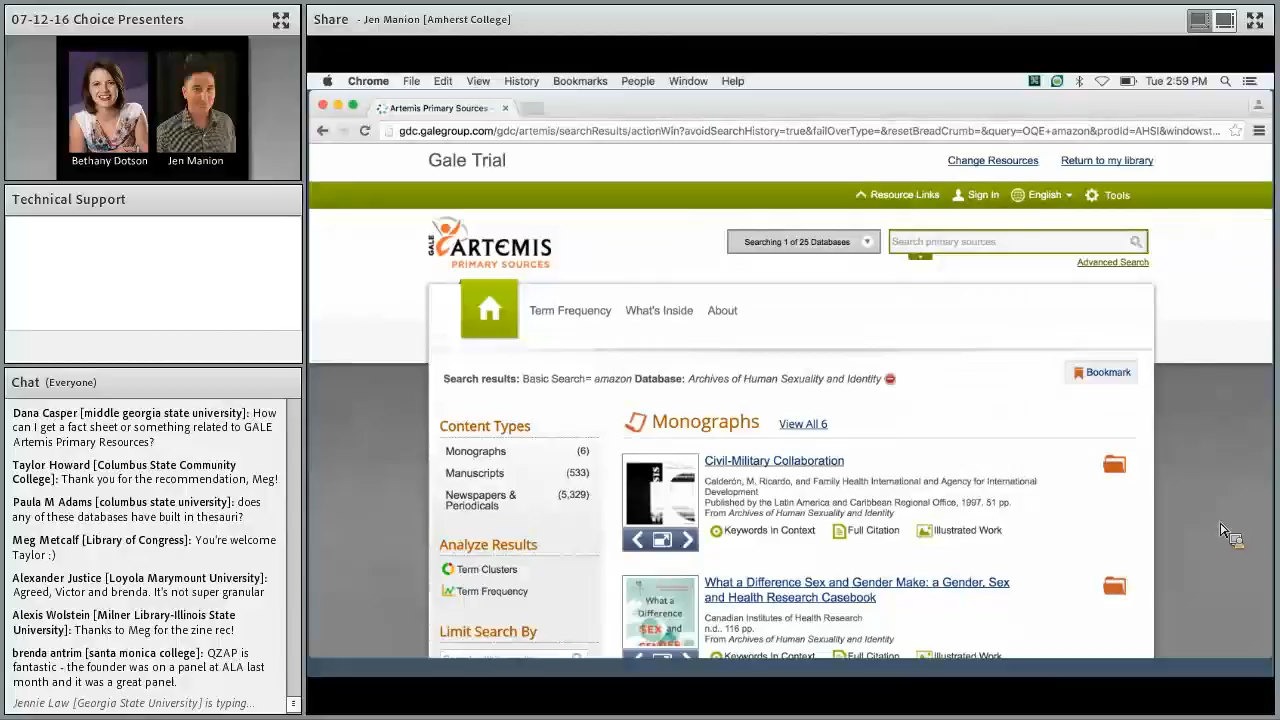 07-12-16 Choice Presenters
Bethany Dotson
Jen Manion
Technical Support
Chat (Everyone)
Dana Casper [middle georgia state university]: How
can I get a fact sheet or something related to GALE
Artemis Primary Resources?
Taylor Howard [Columbus State Community
College]: Thank you for the recommendation, Meg!
Paula M Adams [columbus state university]: does
any of these databases have built in thesauri?
Meg Metcalf [Library of Congress]: You're welcome
Taylor :)
Alexander Justice [Loyola Marymount University]:
Agreed, Victor and brenda. It's not super granular
Alexis Wolstein [Milner Library-Illinois State
University]: Thanks to Meg for the zine rec!
brenda antrim [santa monica college]: QZAP is
fantastic - the founder was on a panel at ALA last
month and it was a great panel.
Jennie Law [Georgia State University] is typing...
Share - Jen Manion [Amherst College]
Chrome File Edit View History Bookmarks People Window Help
Tue 2:59 PM
Artemis Primary Sources
gdc.galegroup.com/gdc/artemis/searchResults/actionWin?avoidSearchHistory=true&failOverType=&resetBreadCrumb=&query=OQE+amazon&prodId=AHSI&windowst...
Gale Trial
Change Resources
Return to my library
Resource Links
Sign In
English
Tools
GALE ARTEMIS
PRIMARY SOURCES
Searching 1 of 25 Databases
Search primary sources
Advanced Search
Term Frequency
What's Inside
About
Search results: Basic Search= amazon Database: Archives of Human Sexuality and Identity
Bookmark
Content Types
Monographs (6)
Manuscripts (533)
Newspapers & (5,329)
Periodicals
Analyze Results
Term Clusters
Term Frequency
Limit Search By
Monographs View All 6
Civil-Military Collaboration
Calderón, M. Ricardo, and Family Health International and Agency for International
Development
Published by the Latin America and Caribbean Regional Office, 1997. 51 pp.
From Archives of Human Sexuality and Identity
Keywords in Context
Full Citation
Illustrated Work
What a
Difference
SEX and
GENDER
What a Difference Sex and Gender Make: a Gender, Sex
and Health Research Casebook
Canadian Institutes of Health Research
n.d.. 116 pp.
From Archives of Human Sexuality and Identity
Keywords in Context
Full Citation
Illustrated Work